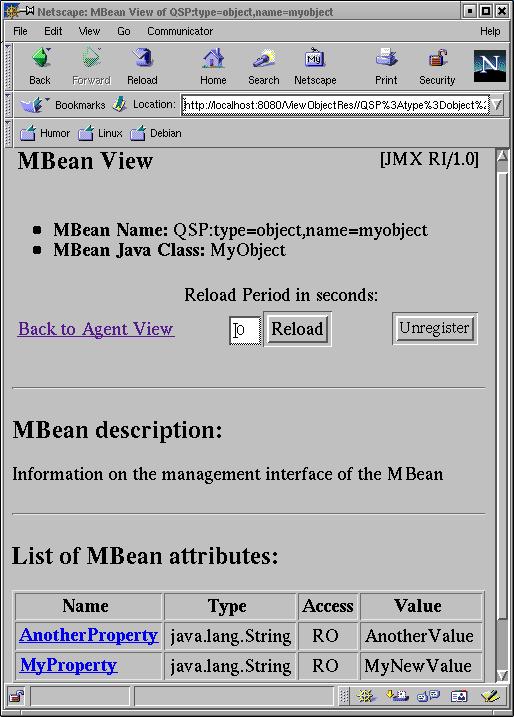 Netscape: MBean View of QSP:type=object,name=myobject
File Edit View Go Communicator Help
Back Forward Reload Home Search Netscape Print Security
My
N
Bookmarks Location: http://localhost:8080/ViewObjectRes//QSP%3Atype%3Dobject%2
Humor Linux Debian
MBean View [JMX RI/1.0]
MBean Name: QSP:type=object,name=myobject
MBean Java Class: MyObject
Reload Period in seconds:
Back to Agent View 0 Reload Unregister
MBean description:
Information on the management interface of the MBean
List of MBean attributes:
Name Type Access Value
AnotherProperty java.lang.String RO AnotherValue
MyProperty java.lang.String RO MyNewValue